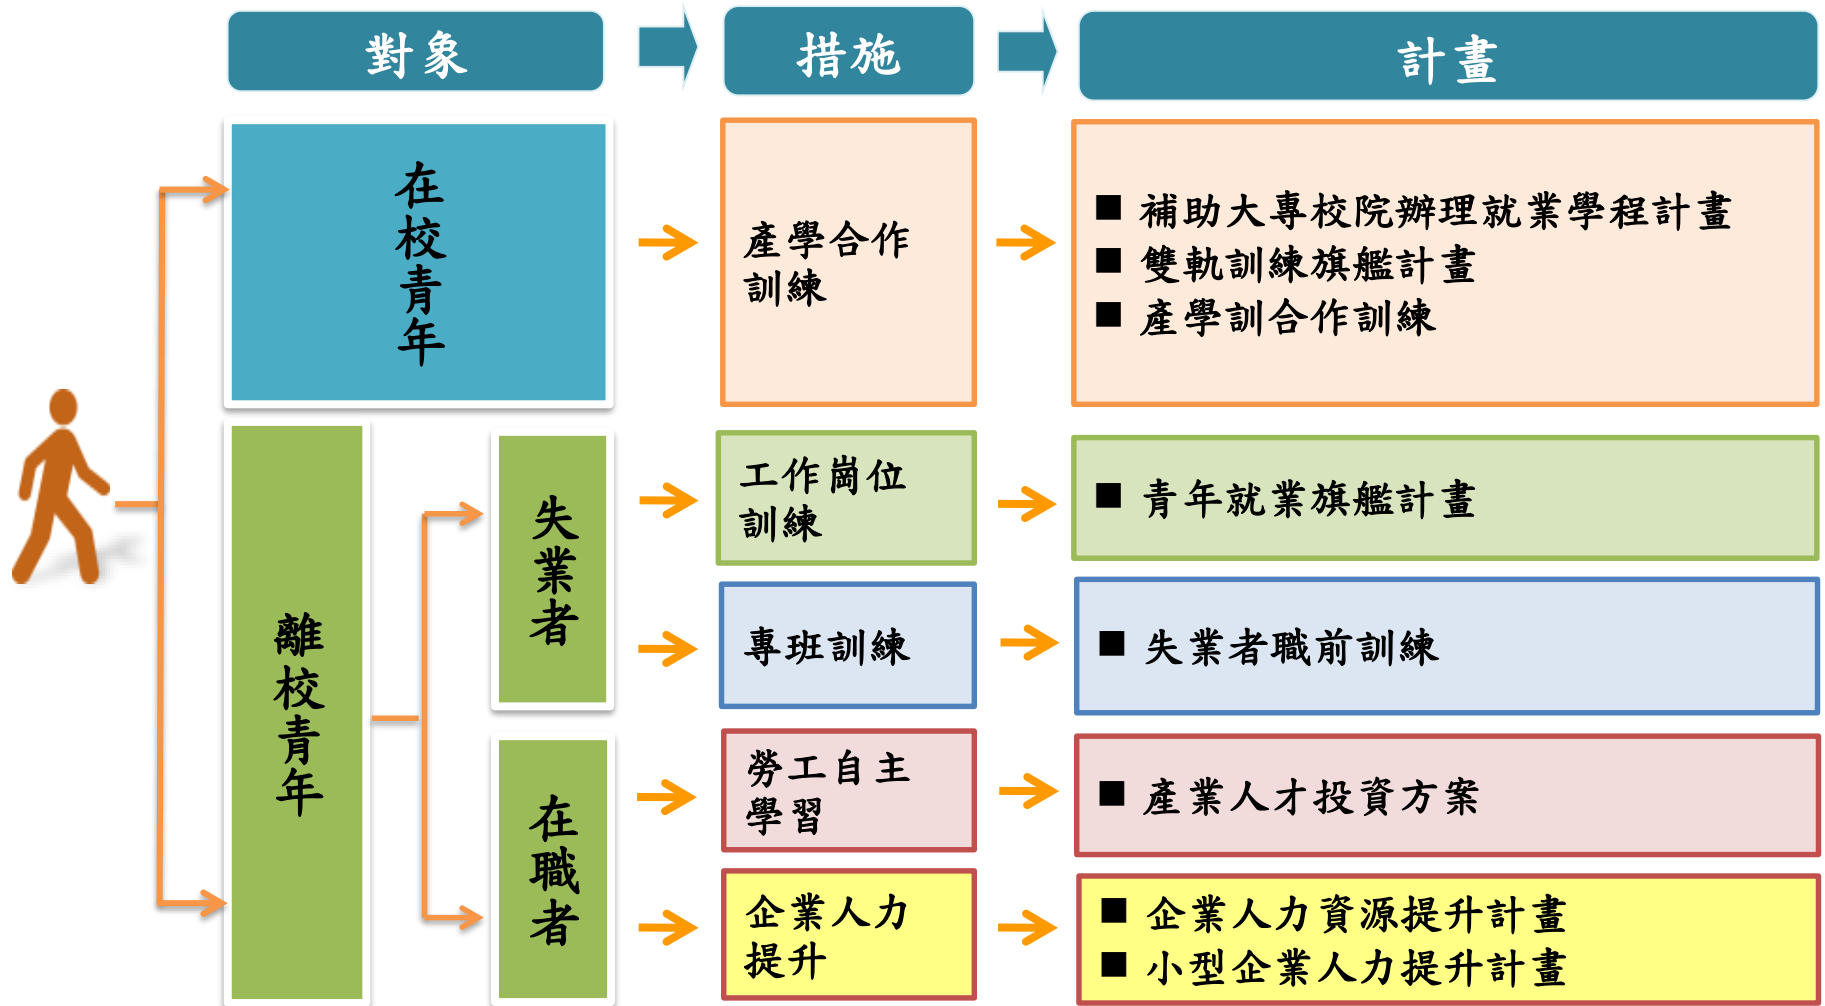 對象
措施
計畫
在校青年
產學合作
訓練
■ 補助大專校院辦理就業學程計畫
■ 雙軌訓練旗艦計畫
■ 產學訓合作訓練
離校青年
失業者
工作崗位
訓練
■ 青年就業旗艦計畫
專班訓練
■ 失業者職前訓練
在職者
勞工自主
學習
■ 產業人才投資方案
企業人力
提升
■ 企業人力資源提升計畫
■ 小型企業人力提升計畫